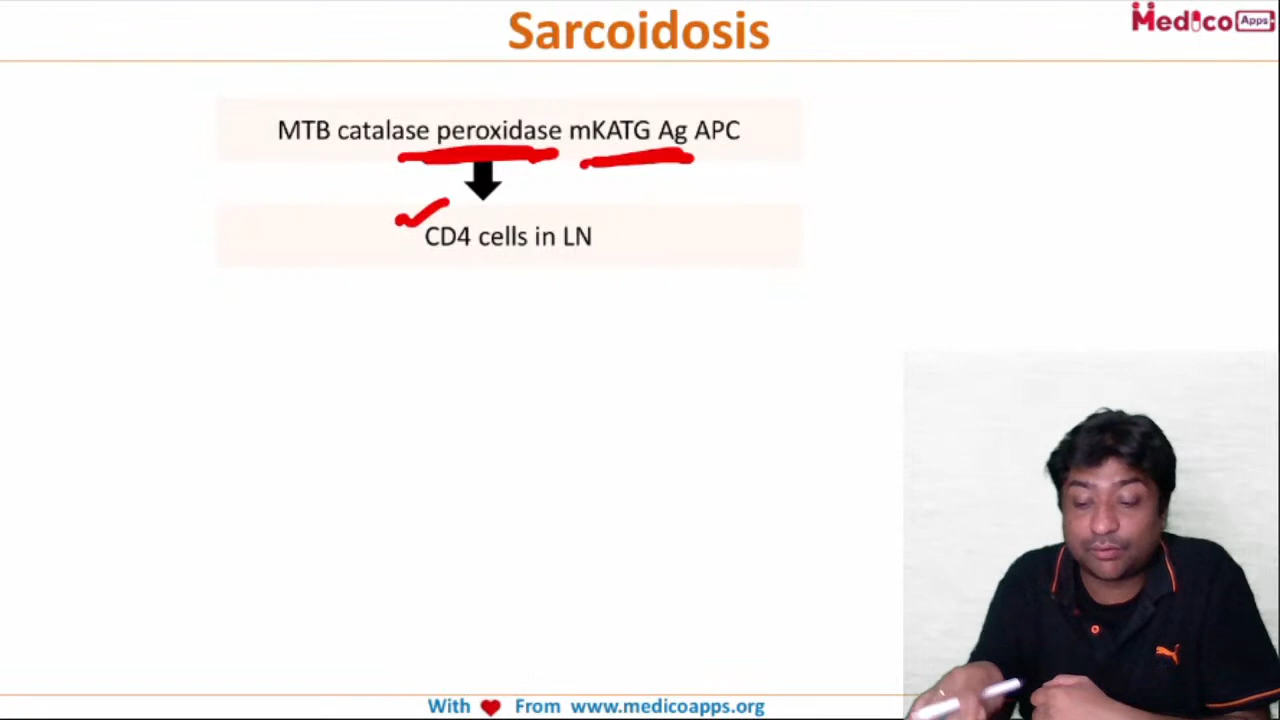 Sarcoidosis
MedicoApps
MTB catalase peroxidase mKATG Ag APC
CD4 cells in LN
With From www.medicoapps.org